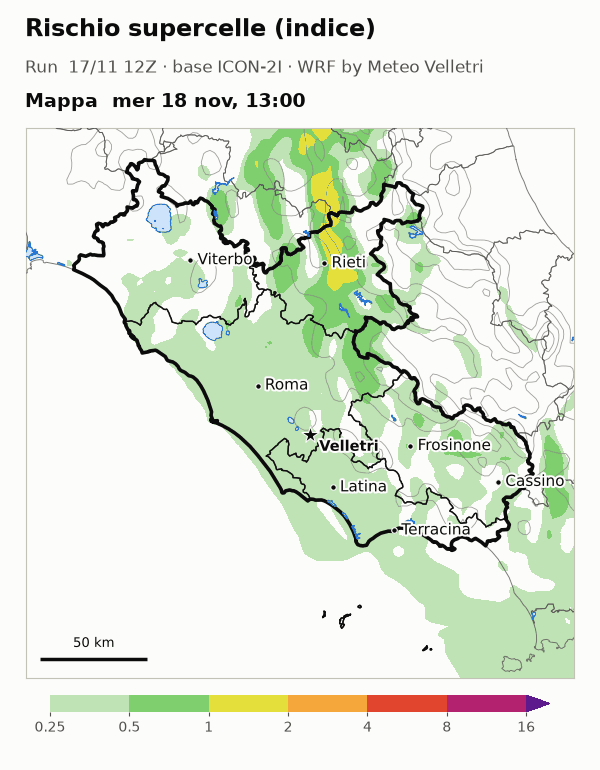 Rischio supercelle (indice)
Run  17/11 12Z · base ICON-2I · WRF by Meteo Velletri
Mappa  mer 18 nov, 13:00
Viterbo
Rieti
Roma
Velletri
Frosinone
Latina
Cassino
Terracina
50 km
0.25 0.5 1 2 4 8 16